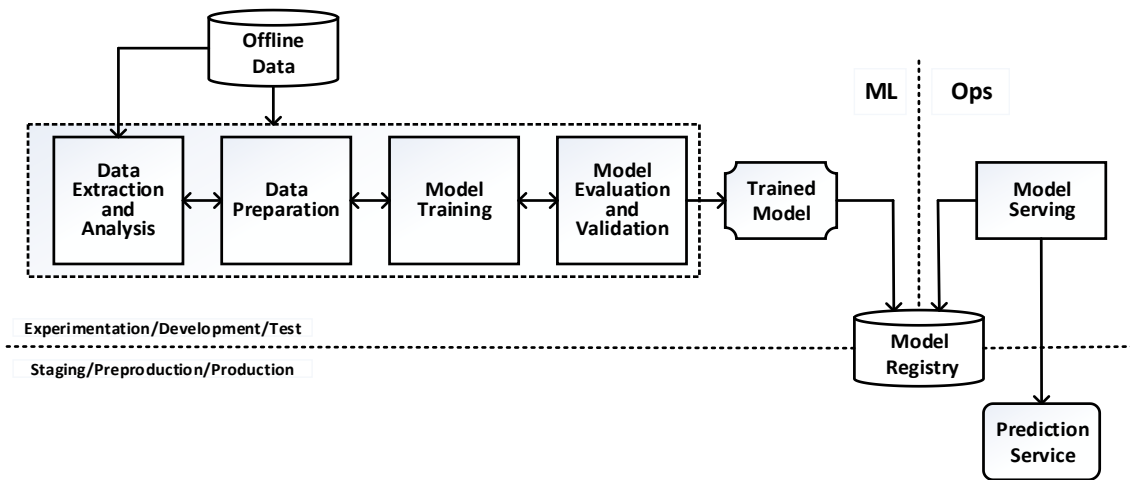 Offline
Data
ML
Ops
Data
Extraction
and
Analysis
Data
Preparation
Model
Training
Model
Evaluation
and
Validation
Trained
Model
Model
Serving
Experimentation/Development/Test
Staging/Preproduction/Production
Model
Registry
Prediction
Service